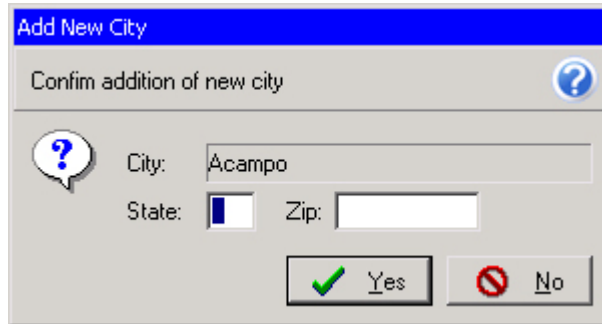 Add New City
Confim addition of new city
City: Acampo
State: Zip:
Yes No